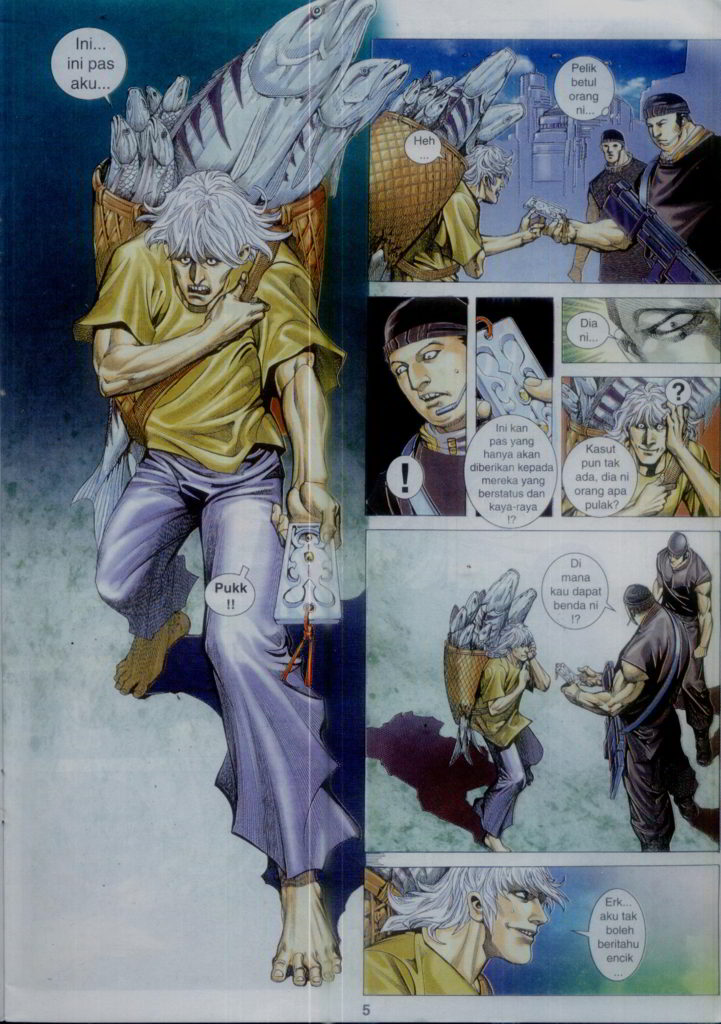 Ini...
ini pas
aku...
Pukk
!!
Pelik
betul
orang
ni...
Heh
...
!
Ini kan
pas yang
hanya akan
diberikan kepada
mereka yang
berstatus dan
kaya-raya
!?
Dia
ni...
?
Kasut
pun tak
ada, dia ni
orang apa
pulak?
Di
mana
kau dapat
benda ni
!?
Erk...
aku tak
boleh
beritahu
encik
...
5